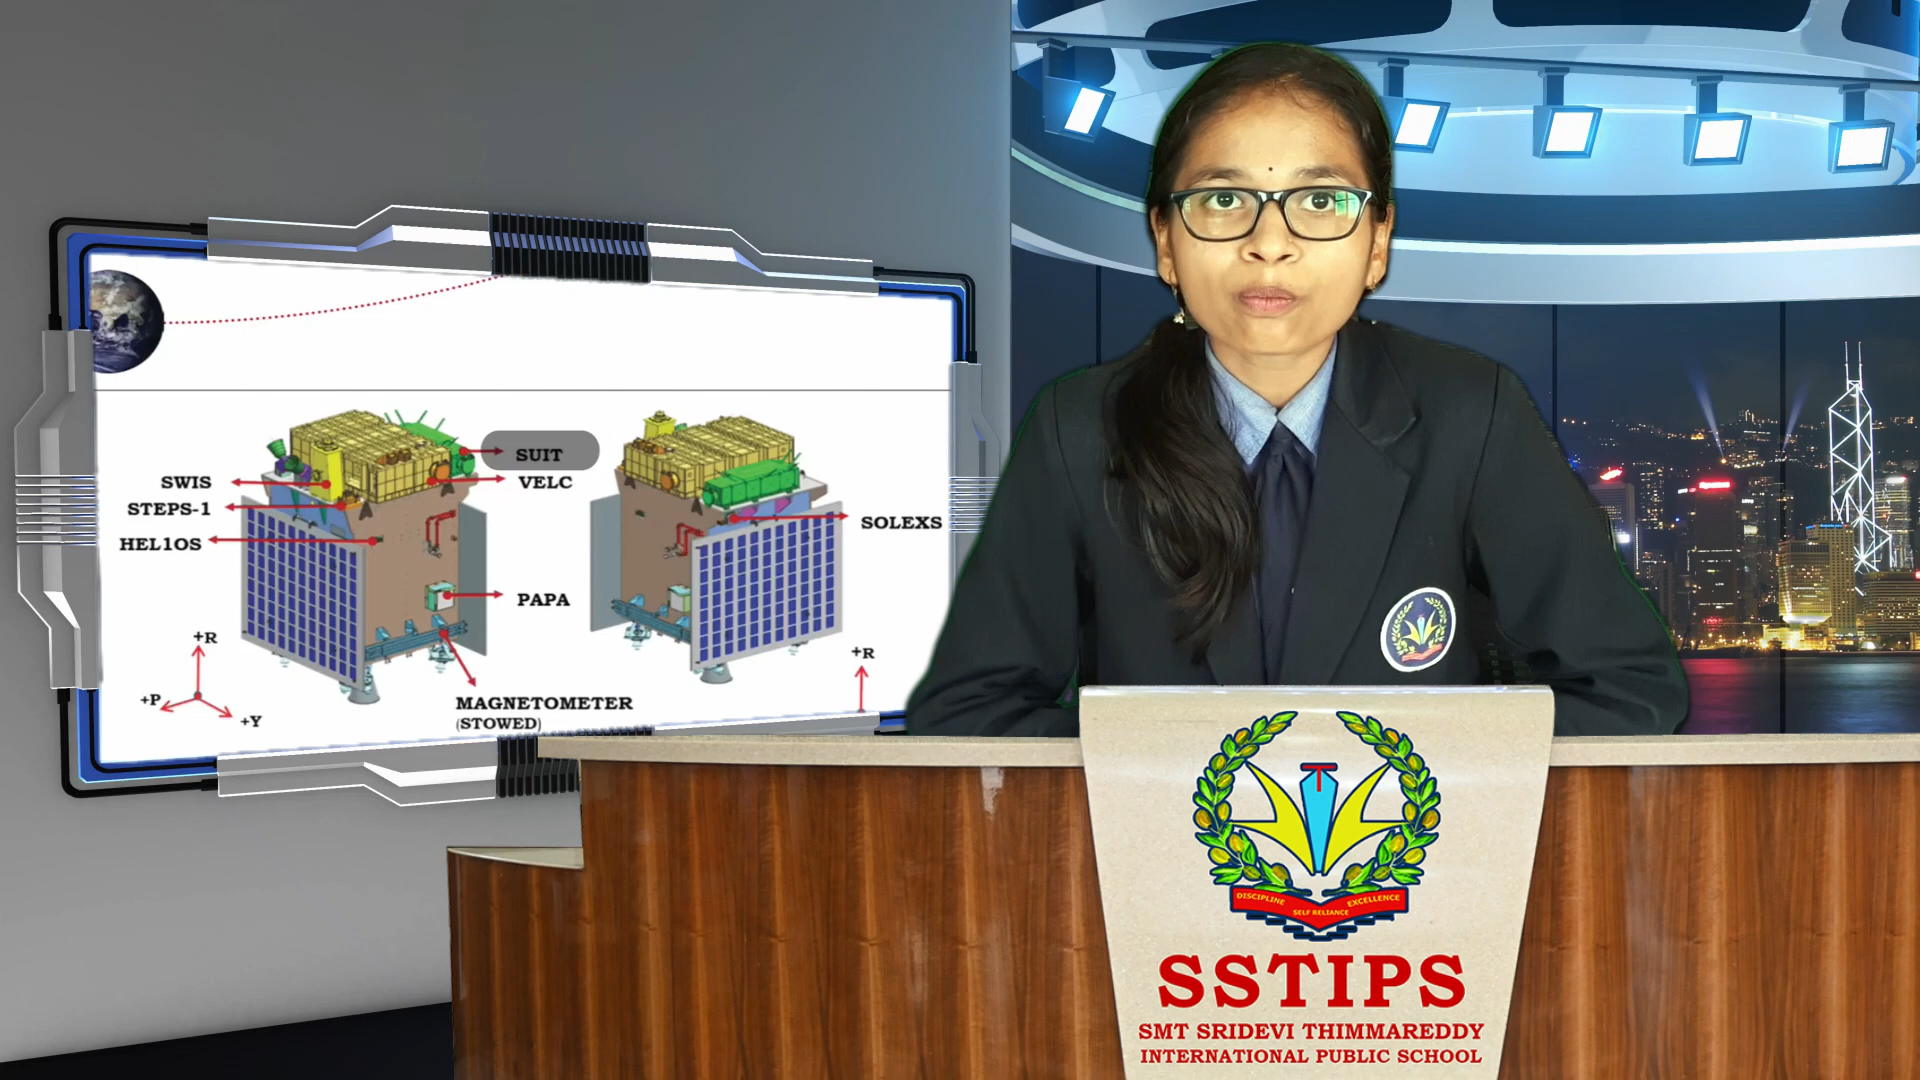 SUIT
SWIS
VELC
STEPS-1
SOLEXS
HEL1OS
PAPA
+R
+R
+P
+Y
MAGNETOMETER
(STOWED)
DISCIPLINE
SELF RELIANCE
EXCELLENCE
SSTIPS
SMT SRIDEVI THIMMAREDDY
INTERNATIONAL PUBLIC SCHOOL